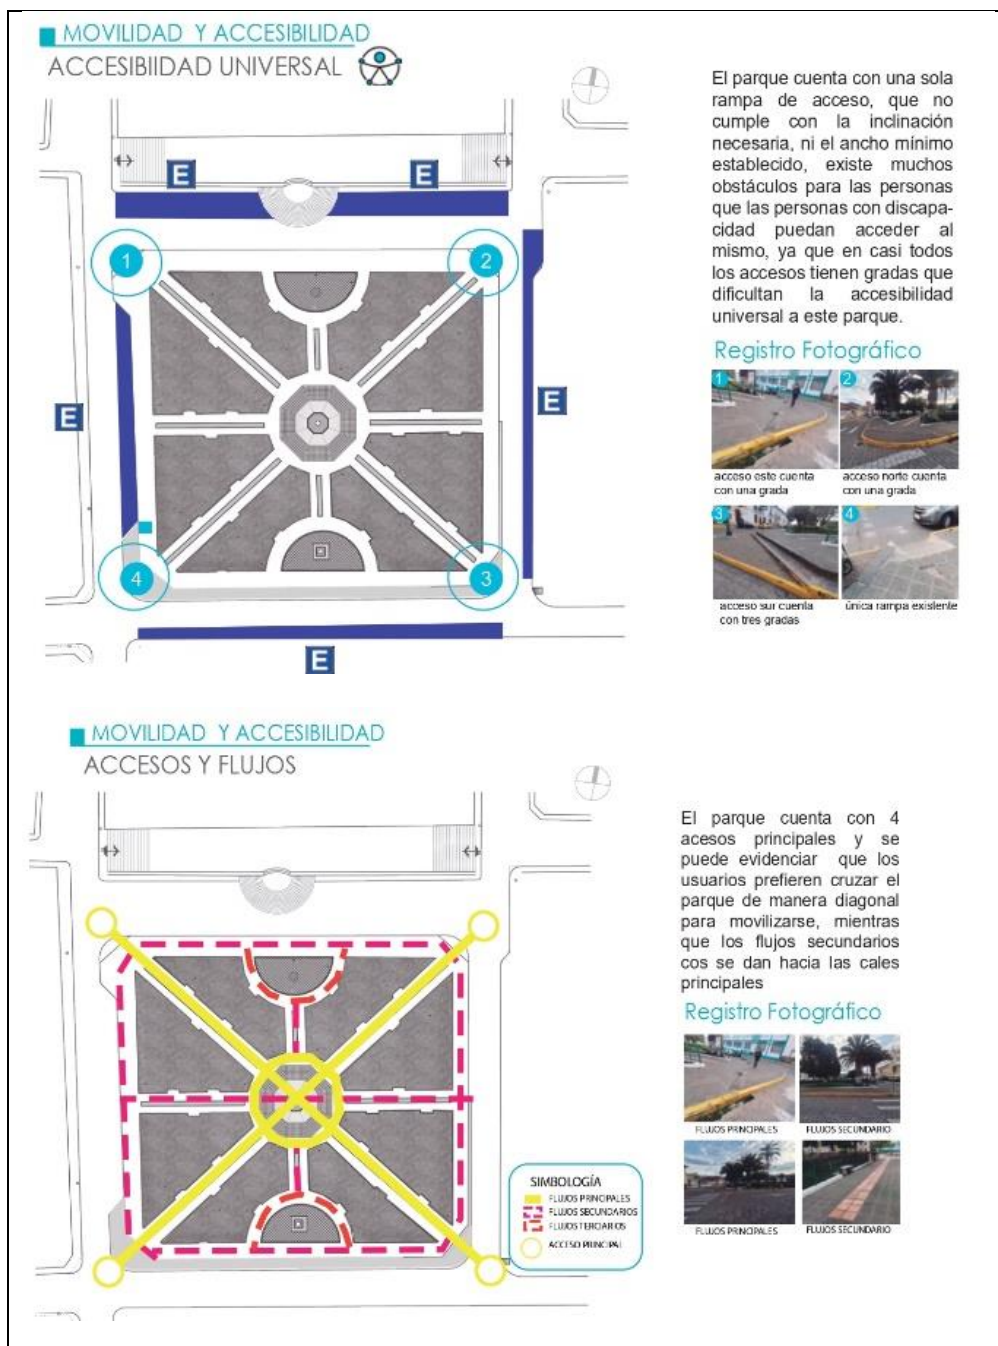 MOVILIDAD Y ACCESIBILIDAD
ACCESIBIIDAD UNIVERSAL
E
E
1
2
E
E
4
3
E
El parque cuenta con una sola
rampa de acceso, que no
cumple con la inclinación
necesaria, ni el ancho mínimo
establecido, existe muchos
obstáculos para las personas
que las personas con discapa-
cidad puedan acceder al
mismo, ya que en casi todos
los accesos tienen gradas que
dificultan la accesibilidad
universal a este parque.
Registro Fotográfico
1
2
acceso este cuenta
con una grada
acceso norte cuenta
con una grada
3
4
acceso sur cuenta
con tres gradas
única rampa existente
MOVILIDAD Y ACCESIBILIDAD
ACCESOS Y FLUJOS
El parque cuenta con 4
acesos principales y se
puede evidenciar que los
usuarios prefieren cruzar el
parque de manera diagonal
para movilizarse, mientras
que los flujos secundarios
cos se dan hacia las cales
principales
Registro Fotográfico
FLUJOS PRINCIPALES
FLUJOS SECUNDARIO
FLUJOS PRINCIPALES
FLUJOS SECUNDARIO
SIMBOLOGÍA
FLUJOS PRINCIPALES
FLUJOS SECUNDARIOS
FLUJOS TERCIARIOS
ACCESO PRINCIPAL